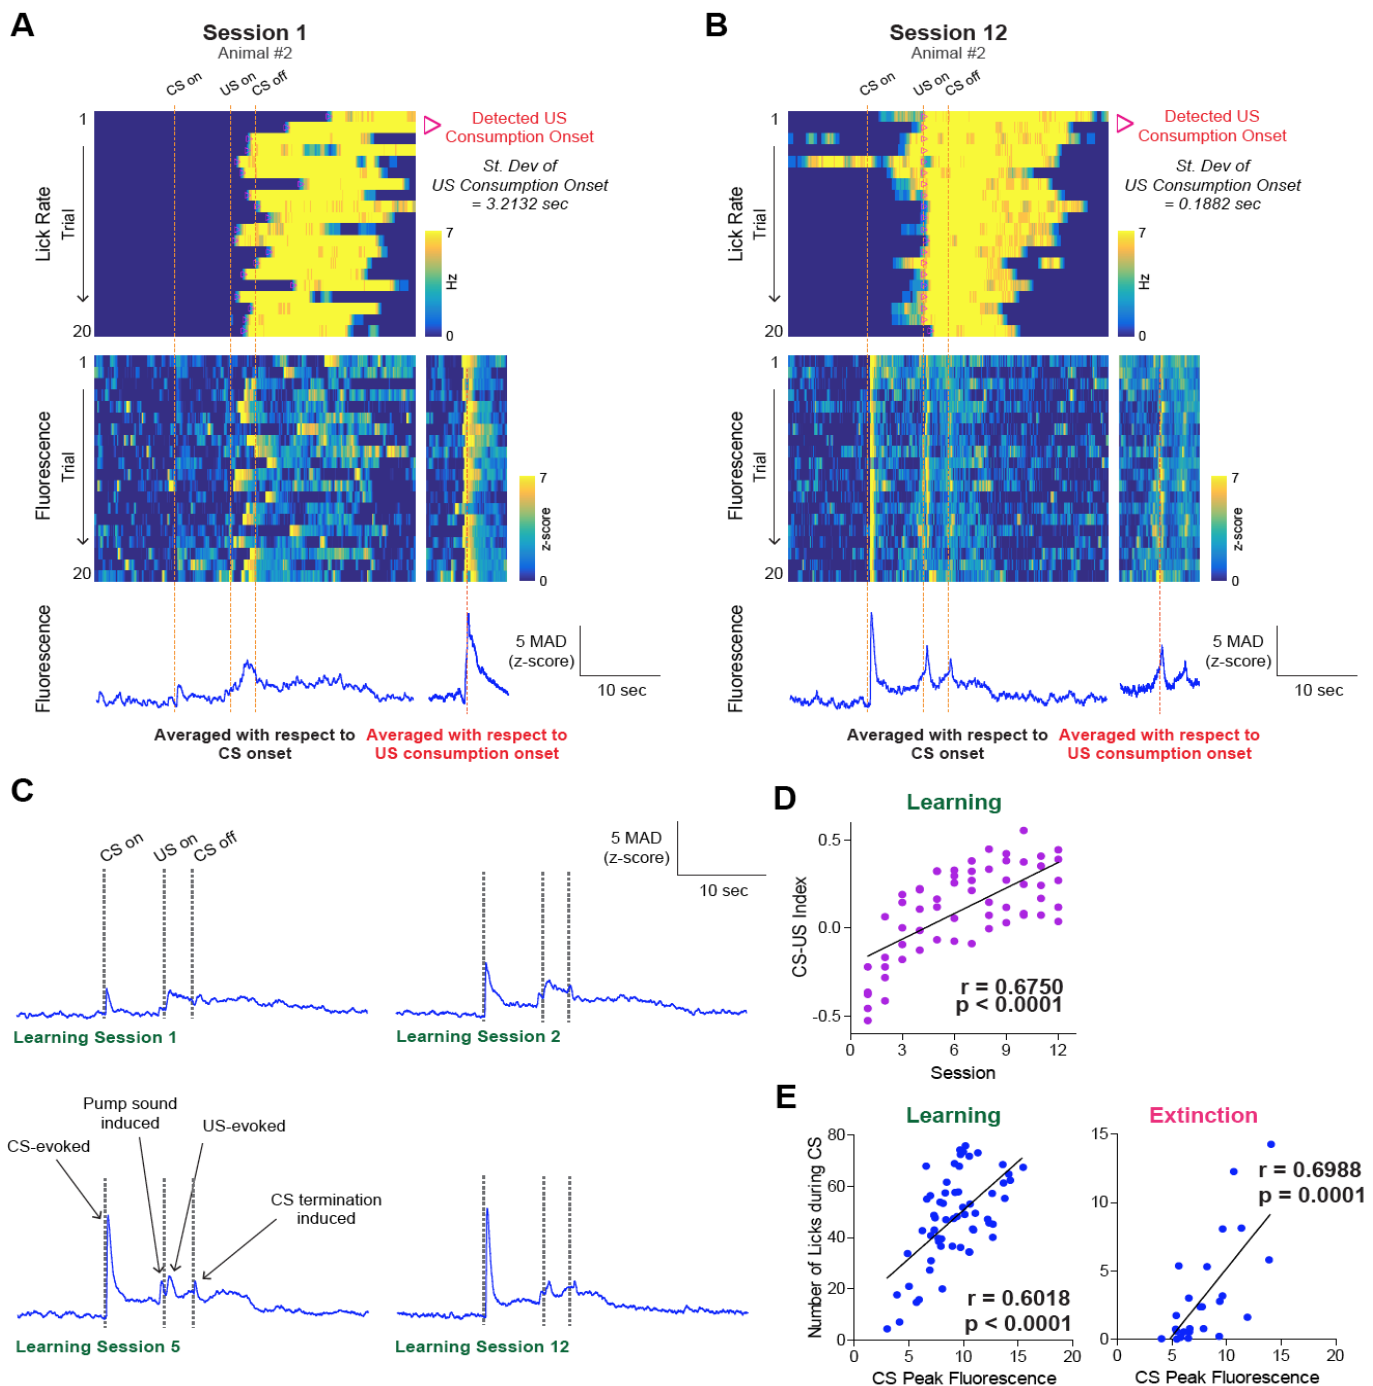 A
Session 1
Animal #2
CS on
US on
CS off
1
Lick Rate
Trial
20
Detected US
Consumption Onset
St. Dev of
US Consumption Onset
= 3.2132 sec
7
Hz
0
1
Fluorescence
Trial
20
7
z-score
0
Fluorescence
5 MAD
(z-score)
10 sec
Averaged with respect to
CS onset
Averaged with respect to
US consumption onset
B
Session 12
Animal #2
CS on
US on
CS off
1
Lick Rate
Trial
20
Detected US
Consumption Onset
St. Dev of
US Consumption Onset
= 0.1882 sec
7
Hz
0
1
Fluorescence
Trial
20
7
z-score
0
Fluorescence
5 MAD
(z-score)
10 sec
Averaged with respect to
CS onset
Averaged with respect to
US consumption onset
C
CS on
US on
CS off
5 MAD
(z-score)
10 sec
Learning Session 1
Learning Session 2
CS-evoked
Pump sound
induced
US-evoked
CS termination
induced
Learning Session 5
Learning Session 12
D
Learning
CS-US Index
0.5
0.0
-0.5
r = 0.6750
p < 0.0001
0 3 6 9 12
Session
E
Learning
Number of Licks during CS
80
60
40
20
0
r = 0.6018
p < 0.0001
0 5 10 15 20
CS Peak Fluorescence
Extinction
15
10
5
0
r = 0.6988
p = 0.0001
0 5 10 15 20
CS Peak Fluorescence